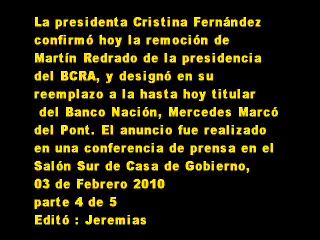 La presidenta Cristina Fernández
confirmó hoy la remoción de
Martín Redrado de la presidencia
del BCRA, y designó en su
reemplazo a la hasta hoy titular
del Banco Nación, Mercedes Marcó
del Pont. El anuncio fue realizado
en una conferencia de prensa en el
Salón Sur de Casa de Gobierno,
03 de Febrero 2010
parte 4 de 5
Editó : Jeremias